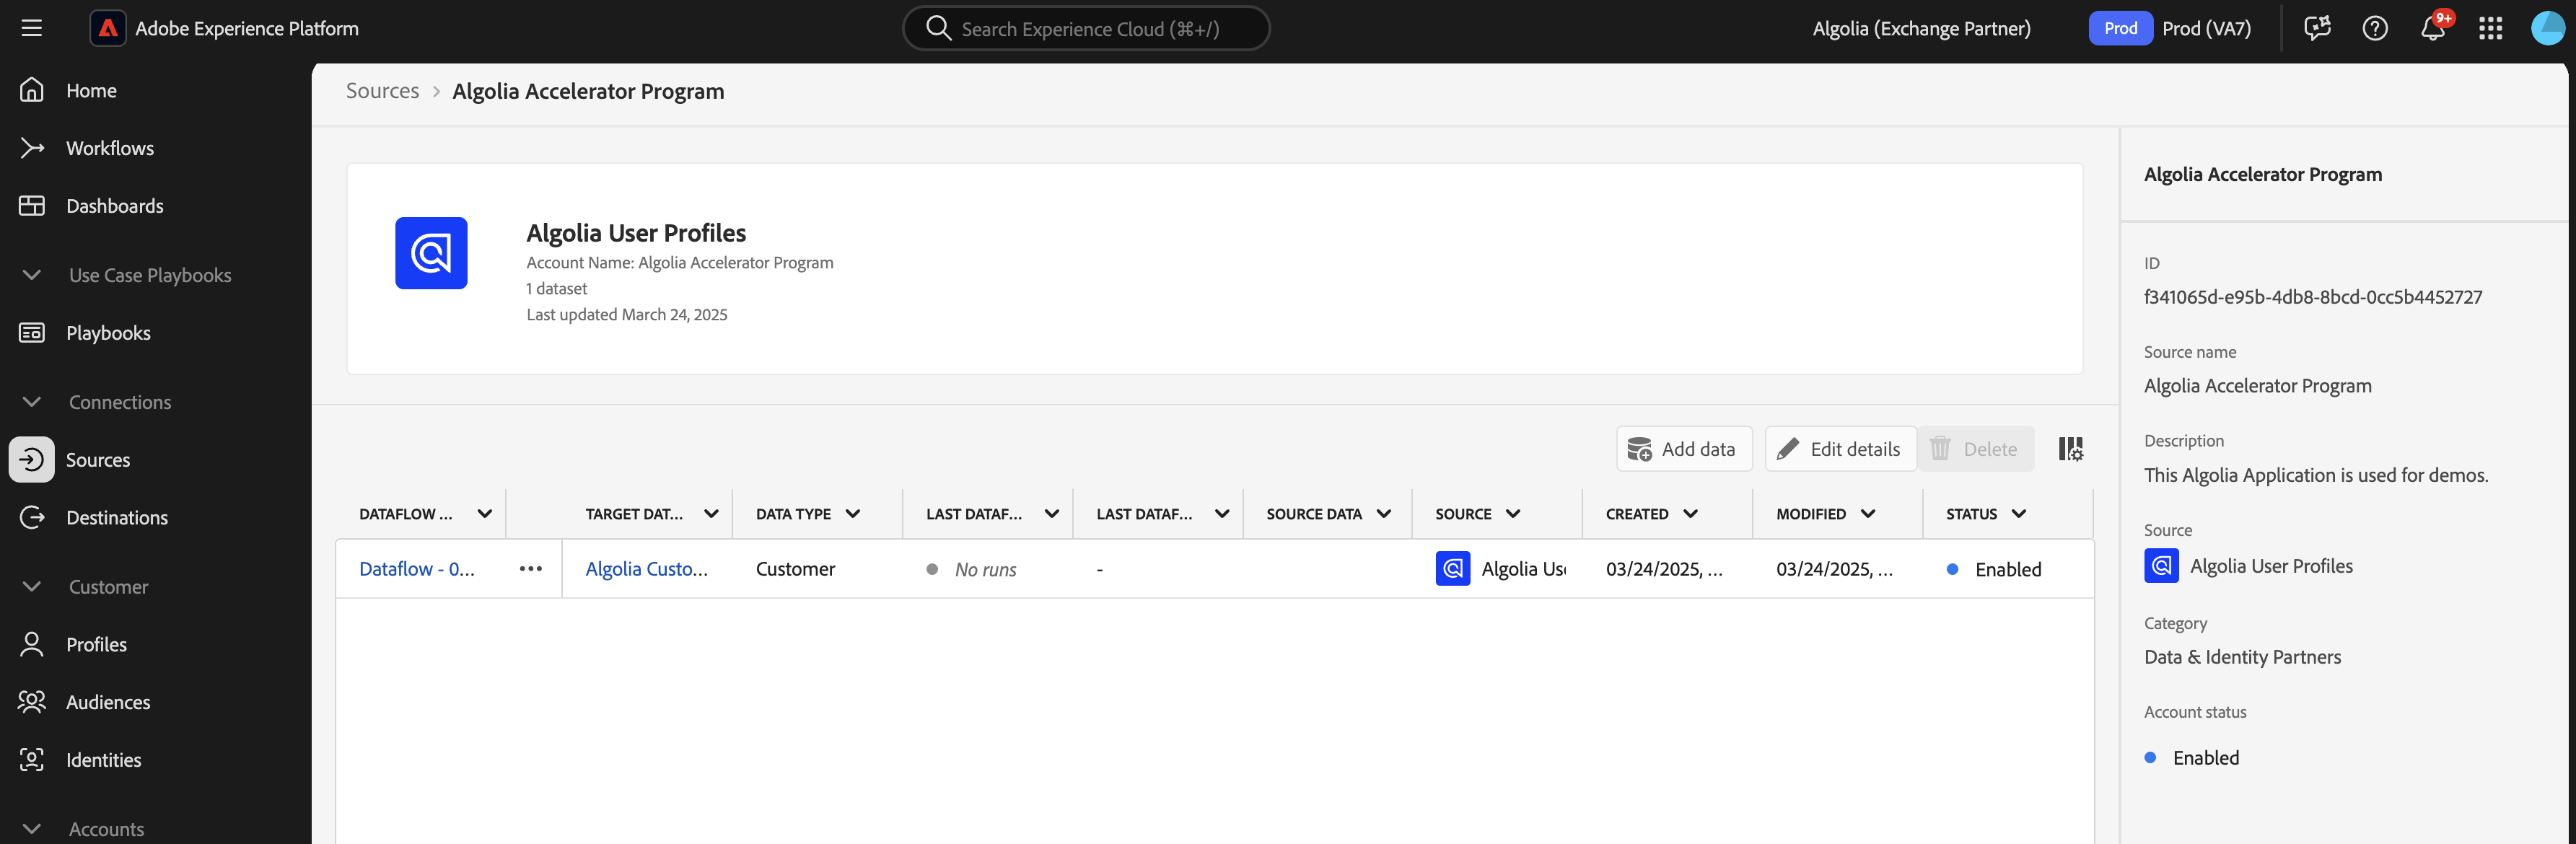 Adobe Experience Platform
Search Experience Cloud (⌘+/)
Algolia (Exchange Partner)
Prod
Prod (VA7)
9+
Home
Workflows
Dashboards
Use Case Playbooks
Playbooks
Connections
Sources
Destinations
Customer
Profiles
Audiences
Identities
Accounts
Sources > Algolia Accelerator Program
Algolia User Profiles
Account Name: Algolia Accelerator Program
1 dataset
Last updated March 24, 2025
Add data
Edit details
Delete
DATAFLOW ...
TARGET DAT...
DATA TYPE
LAST DATAF...
LAST DATAF...
SOURCE DATA
SOURCE
CREATED
MODIFIED
STATUS
Dataflow - 0...
Algolia Custo...
Customer
No runs
-
Algolia Us
03/24/2025, ...
03/24/2025, ...
Enabled
Algolia Accelerator Program
ID
f341065d-e95b-4db8-8bcd-0cc5b4452727
Source name
Algolia Accelerator Program
Description
This Algolia Application is used for demos.
Source
Algolia User Profiles
Category
Data & Identity Partners
Account status
Enabled